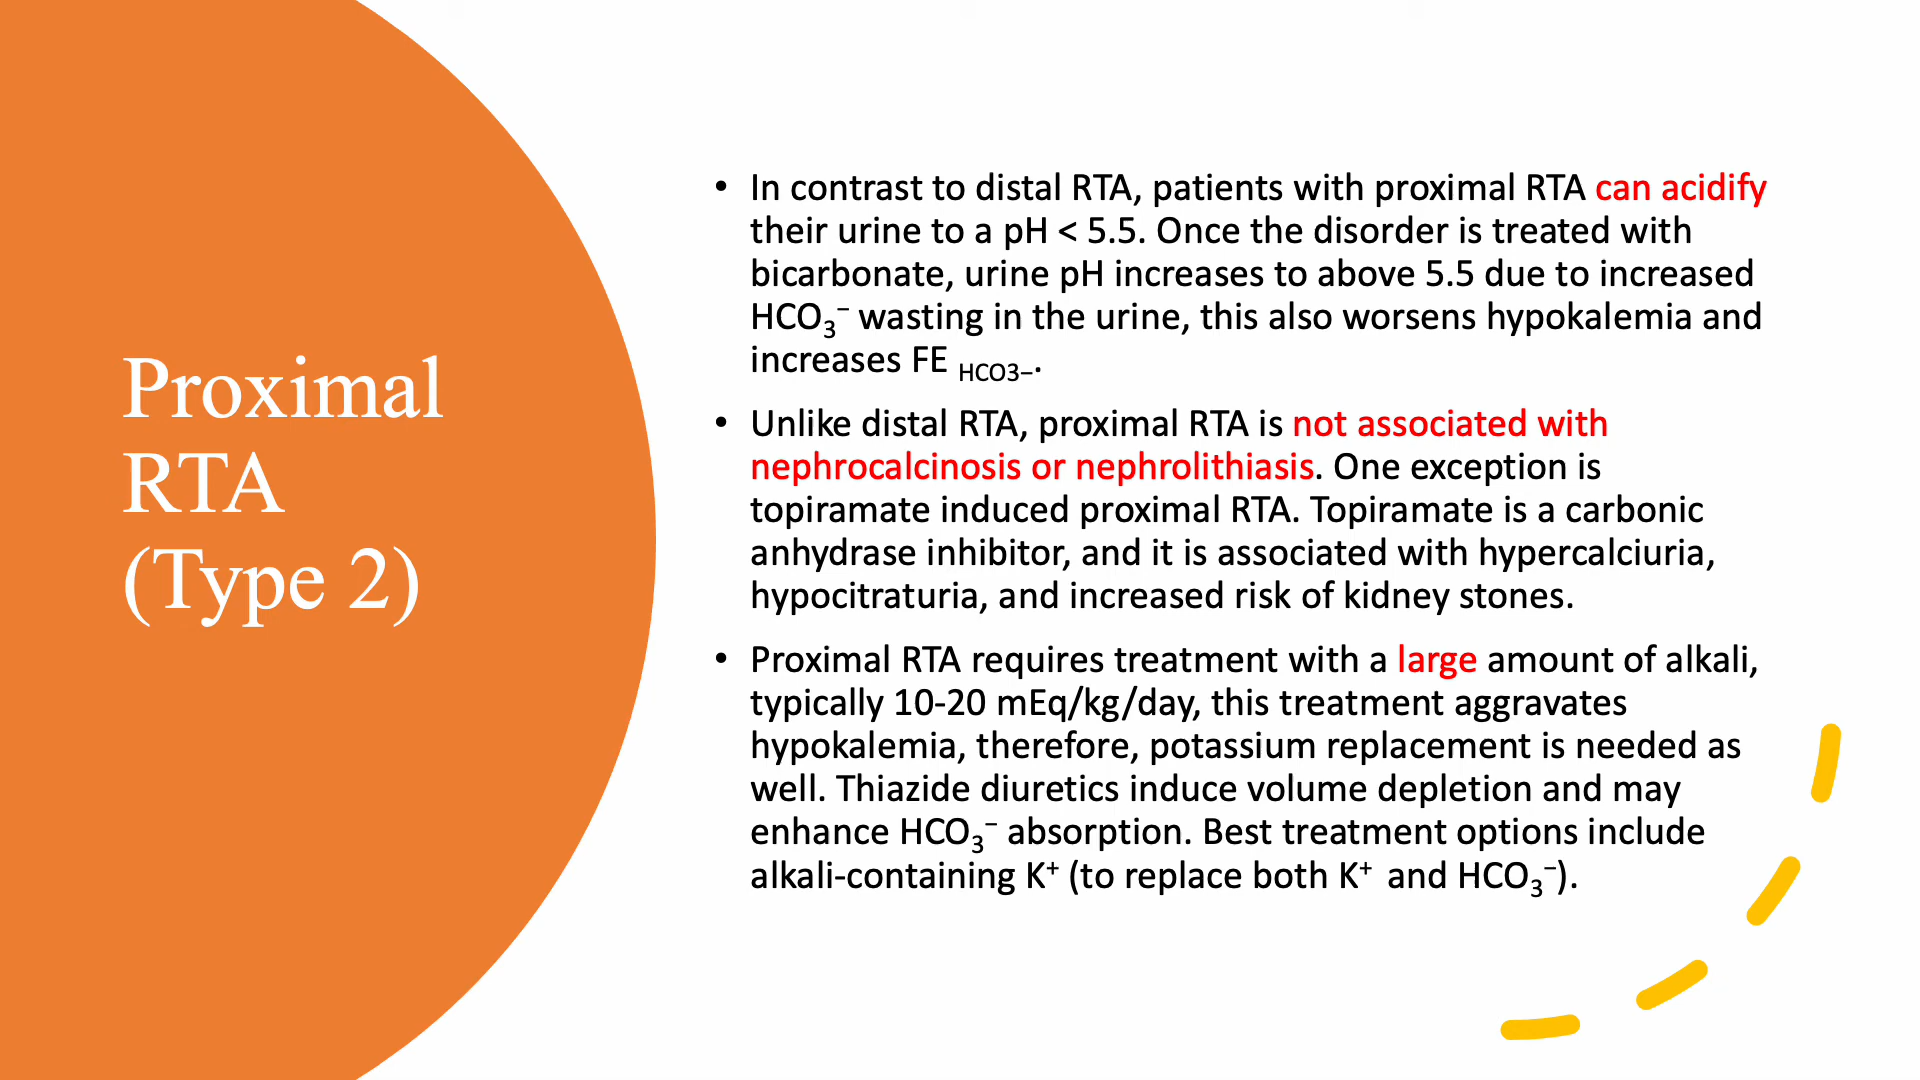 Proximal
RTA
(Type 2)
• In contrast to distal RTA, patients with proximal RTA can acidify
their urine to a pH < 5.5. Once the disorder is treated with
bicarbonate, urine pH increases to above 5.5 due to increased
HCO₃⁻ wasting in the urine, this also worsens hypokalemia and
increases FE HCO3−.
• Unlike distal RTA, proximal RTA is not associated with
nephrocalcinosis or nephrolithiasis. One exception is
topiramate induced proximal RTA. Topiramate is a carbonic
anhydrase inhibitor, and it is associated with hypercalciuria,
hypocitraturia, and increased risk of kidney stones.
• Proximal RTA requires treatment with a large amount of alkali,
typically 10-20 mEq/kg/day, this treatment aggravates
hypokalemia, therefore, potassium replacement is needed as
well. Thiazide diuretics induce volume depletion and may
enhance HCO₃⁻ absorption. Best treatment options include
alkali-containing K⁺ (to replace both K⁺ and HCO₃⁻).